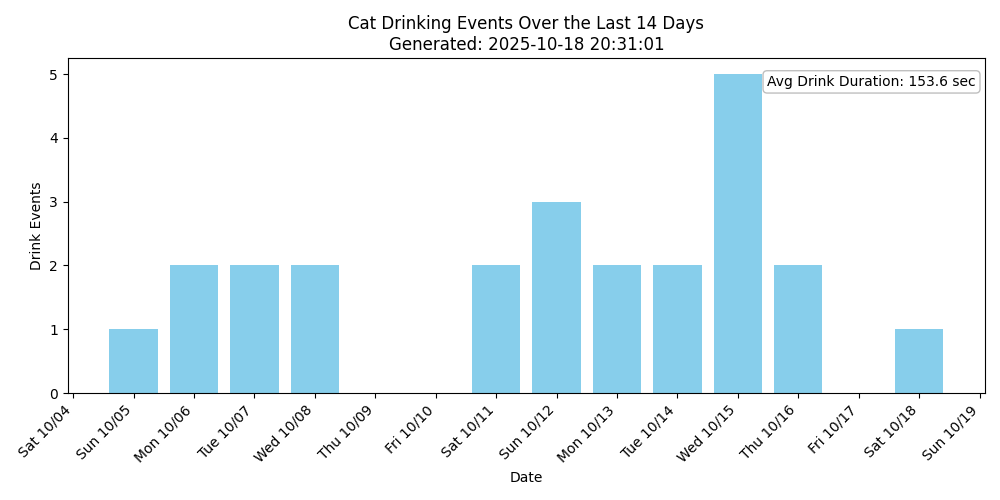 Cat Drinking Events Over the Last 14 Days
Generated: 2025-10-18 20:31:01
Avg Drink Duration: 153.6 sec
Drink Events
5
4
3
2
1
0
Sat 10/04
Sun 10/05
Mon 10/06
Tue 10/07
Wed 10/08
Thu 10/09
Fri 10/10
Sat 10/11
Sun 10/12
Mon 10/13
Tue 10/14
Wed 10/15
Thu 10/16
Fri 10/17
Sat 10/18
Sun 10/19
Date